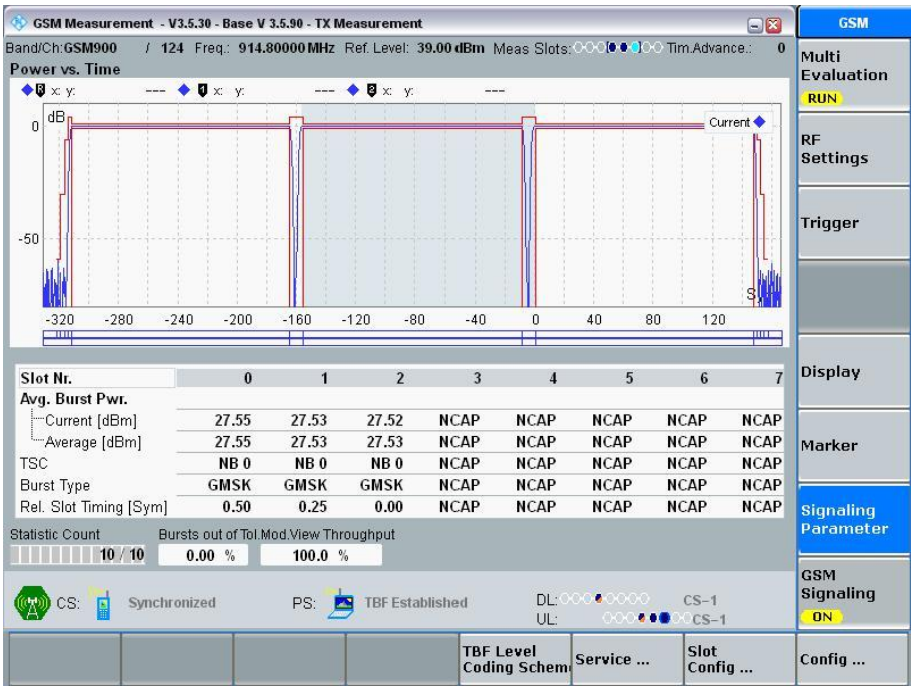 GSM Measurement - V3.5.30 - Base V 3.5.90 - TX Measurement
GSM
Band/Ch:GSM900 / 124 Freq.: 914.80000 MHz Ref. Level: 39.00 dBm Meas Slots: Tim.Advance.: 0
Multi Evaluation
RUN
Power vs. Time
R x: y: --- 1 x: y: --- 2 x: y: ---
dB
Current
0
-50
S
-320 -280 -240 -200 -160 -120 -80 -40 0 40 80 120
RF Settings
Trigger
Display
Marker
Signaling Parameter
GSM Signaling
ON
Slot Nr. 0 1 2 3 4 5 6 7
Avg. Burst Pwr.
Current [dBm] 27.55 27.53 27.52 NCAP NCAP NCAP NCAP NCAP
Average [dBm] 27.55 27.53 27.53 NCAP NCAP NCAP NCAP NCAP
TSC NB 0 NB 0 NB 0 NCAP NCAP NCAP NCAP NCAP
Burst Type GMSK GMSK GMSK NCAP NCAP NCAP NCAP NCAP
Rel. Slot Timing [Sym] 0.50 0.25 0.00 NCAP NCAP NCAP NCAP NCAP
Statistic Count Bursts out of Tol. Mod.View Throughput
10 / 10 0.00 % 100.0 %
CS: Synchronized PS: TBF Established DL: CS-1
UL: CS-1
TBF Level Coding Schem
Service ...
Slot Config ...
Config ...